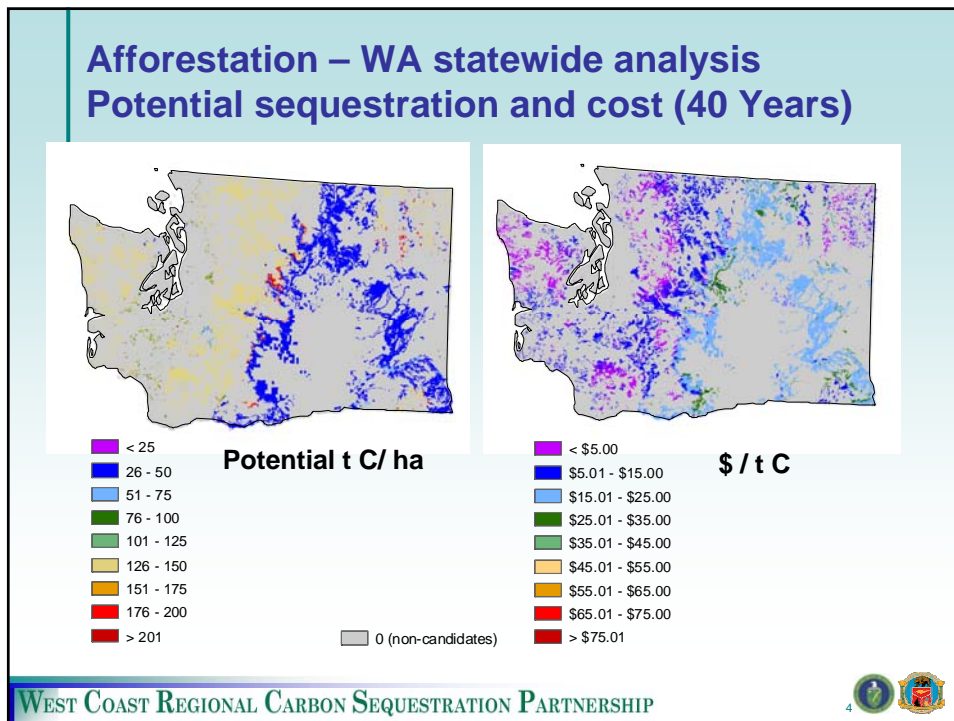 Afforestation – WA statewide analysis
Potential sequestration and cost (40 Years)
Potential t C/ ha
< 25
26 - 50
51 - 75
76 - 100
101 - 125
126 - 150
151 - 175
176 - 200
> 201
0 (non-candidates)
$ / t C
< $5.00
$5.01 - $15.00
$15.01 - $25.00
$25.01 - $35.00
$35.01 - $45.00
$45.01 - $55.00
$55.01 - $65.00
$65.01 - $75.00
> $75.01
WEST COAST REGIONAL CARBON SEQUESTRATION PARTNERSHIP
4